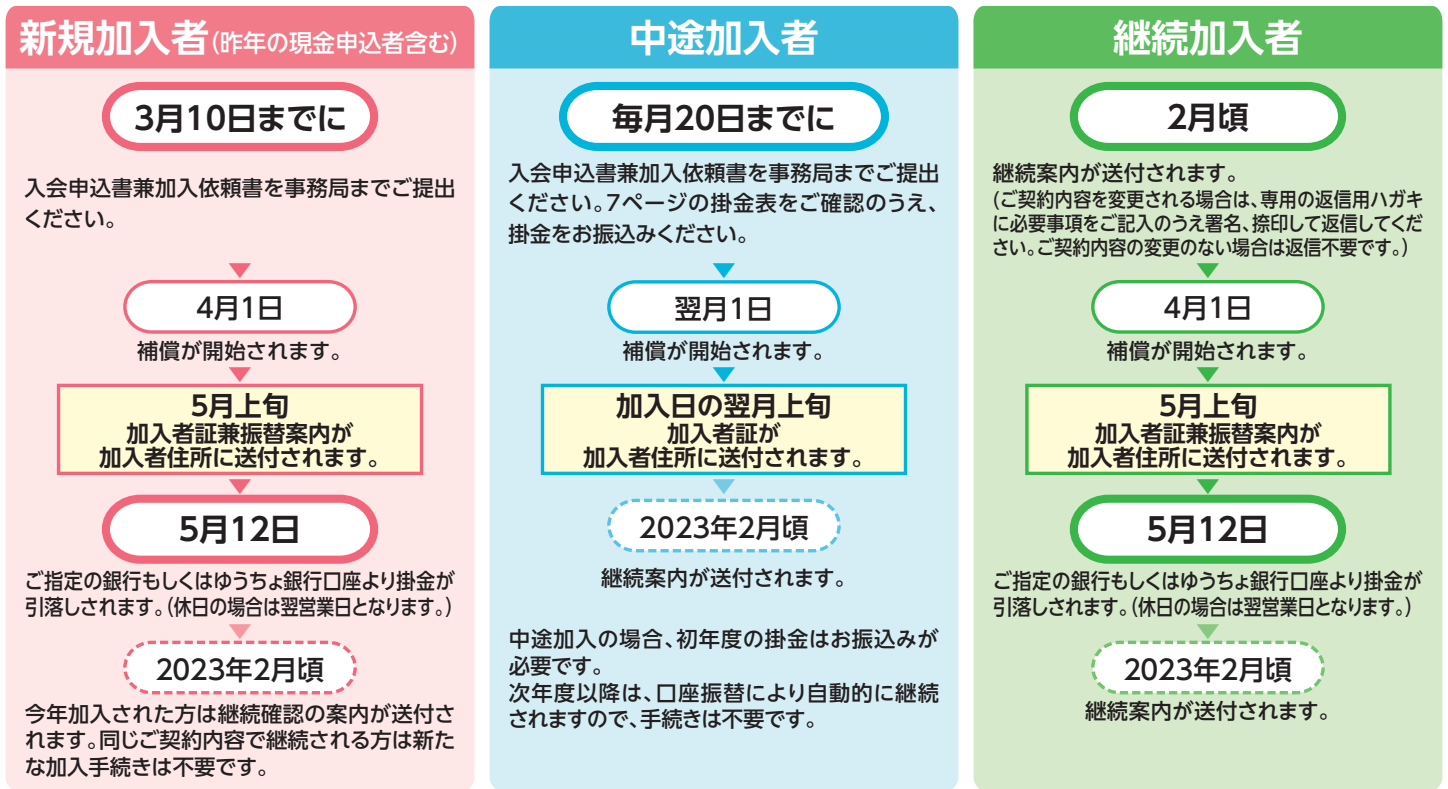 新規加入者(昨年の現金申込者含む)
3月10日までに
入会申込書兼加入依頼書を事務局までご提出
ください。
4月1日
補償が開始されます。
5月上旬
加入者証兼振替案内が
加入者住所に送付されます。
5月12日
ご指定の銀行もしくはゆうちょ銀行口座より掛金が
引落しされます。(休日の場合は翌営業日となります。)
2023年2月頃
今年加入された方は継続確認の案内が送付さ
れます。同じご契約内容で継続される方は新た
な加入手続きは不要です。
中途加入者
毎月20日までに
入会申込書兼加入依頼書を事務局までご提出
ください。7ページの掛金表をご確認のうえ、
掛金をお振込みください。
翌月1日
補償が開始されます。
加入日の翌月上旬
加入者証が
加入者住所に送付されます。
2023年2月頃
継続案内が送付されます。
中途加入の場合、初年度の掛金はお振込みが
必要です。
次年度以降は、口座振替により自動的に継続
されますので、手続きは不要です。
継続加入者
2月頃
継続案内が送付されます。
(ご契約内容を変更される場合は、専用の返信用ハガキ
に必要事項をご記入のうえ署名、捺印して返信してくだ
さい。ご契約内容の変更のない場合は返信不要です。)
4月1日
補償が開始されます。
5月上旬
加入者証兼振替案内が
加入者住所に送付されます。
5月12日
ご指定の銀行もしくはゆうちょ銀行口座より掛金が
引落しされます。(休日の場合は翌営業日となります。)
2023年2月頃
継続案内が送付されます。